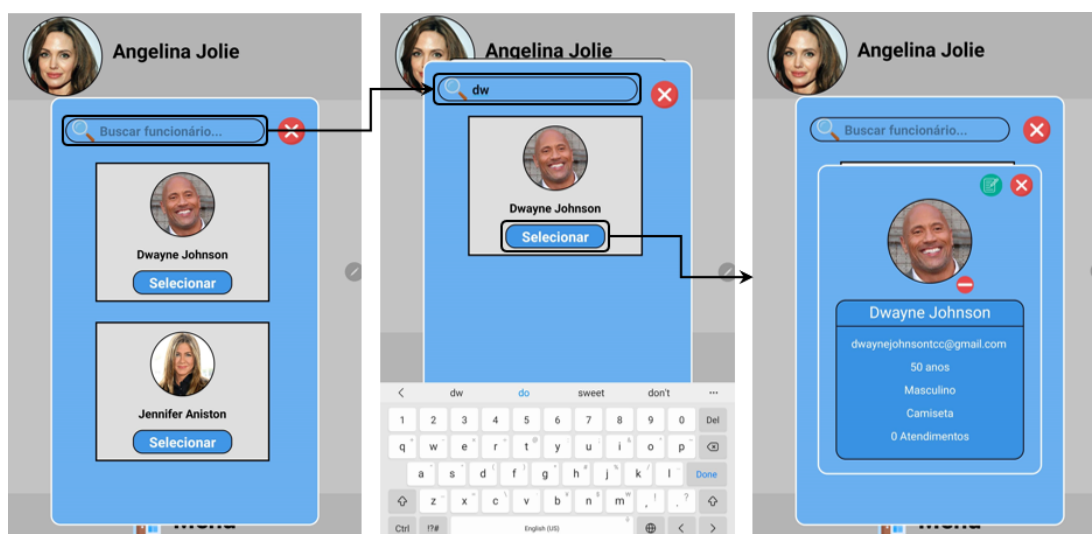 Angelina Jolie
Buscar funcionário...
Dwayne Johnson
Selecionar
Jennifer Aniston
Selecionar
Menu
Angelina Jolie
dw
Dwayne Johnson
Selecionar
dw do sweet don't ...
1 2 3 4 5 6 7 8 9 0 Del
q w e r t y u i o p
a s d f g h j k l Done
z x c v b n m , .
Ctrl !?# English (US) < >
Angelina Jolie
Buscar funcionário...
Dwayne Johnson
dwaynejohnsontcc@gmail.com
50 anos
Masculino
Camiseta
0 Atendimentos
Menu